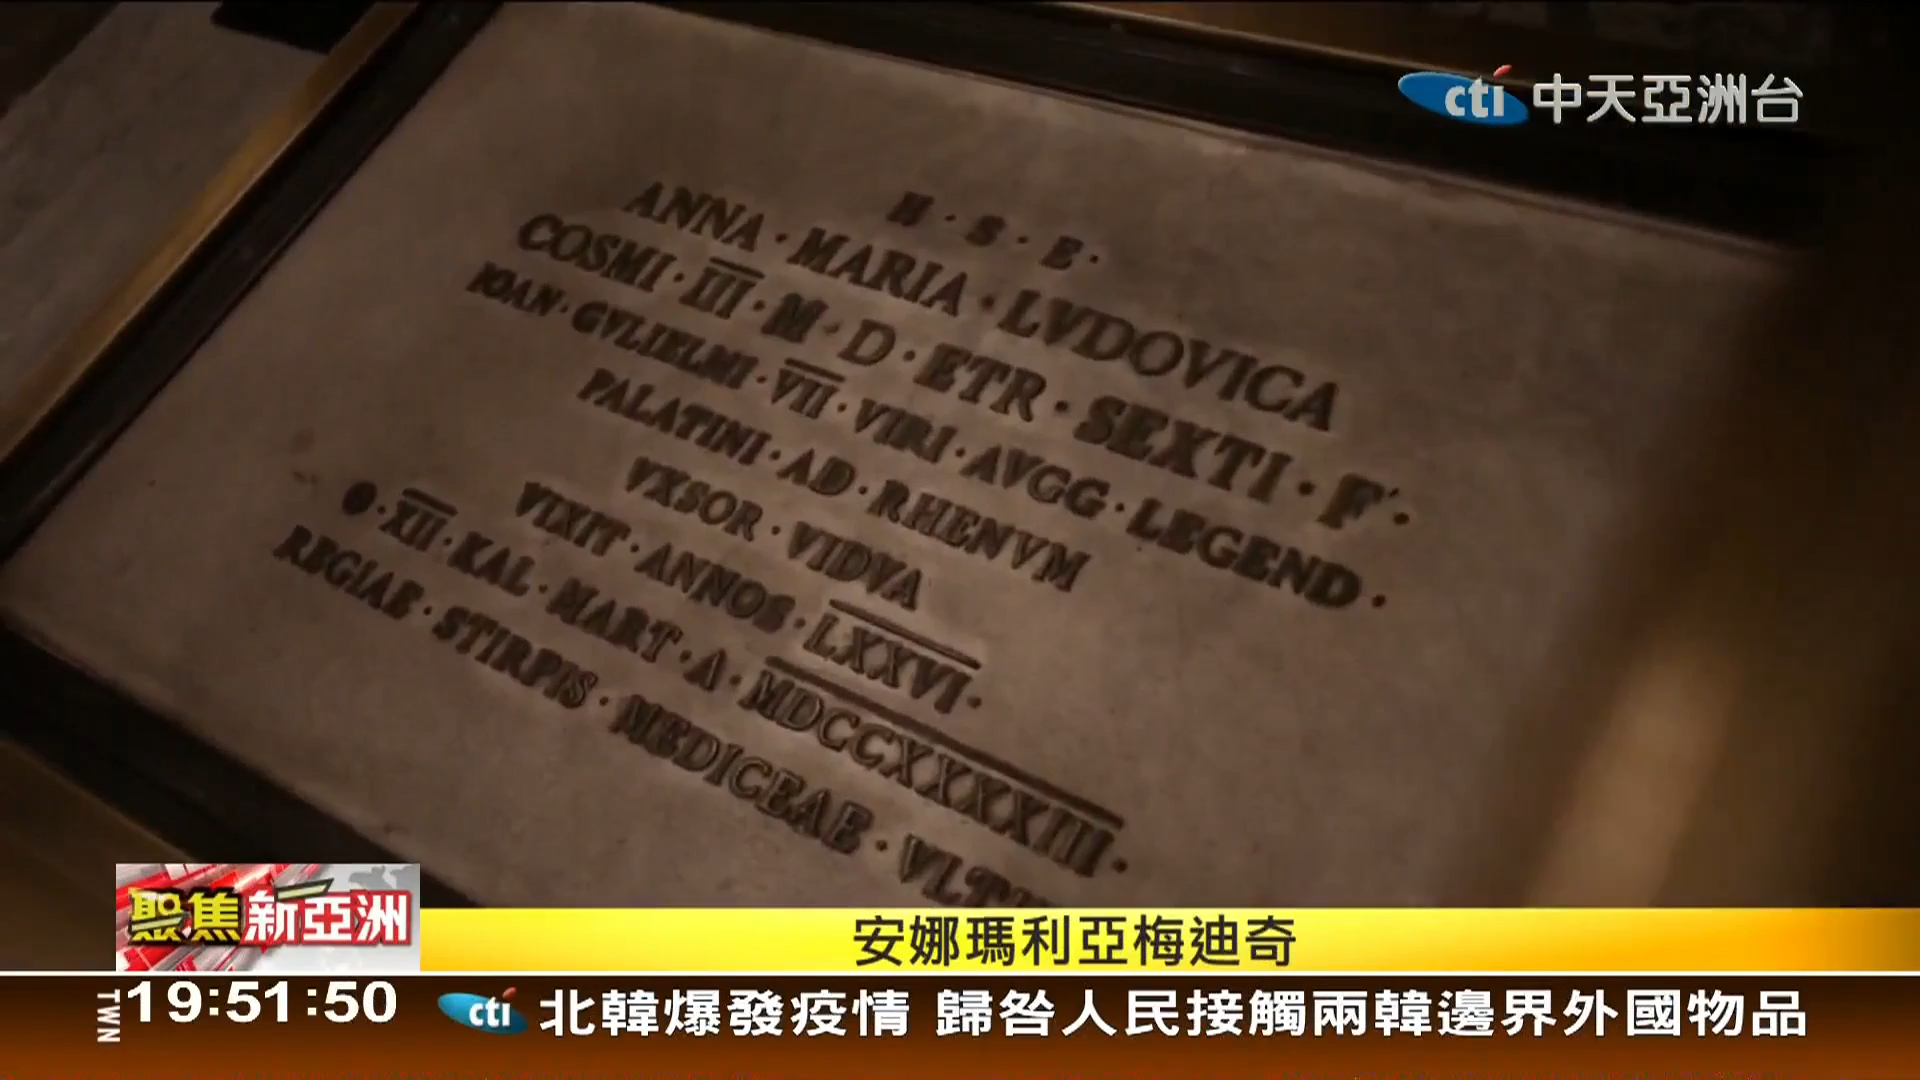 cti 中天亞洲台
H · S · E ·
ANNA · MARIA · LVDOVICA
COSMI · III · M · D · ETR · SEXTI · F ·
IOAN · GVLIELMI · VII · VIRI · AVGG · LEGEND ·
PALATINI · AD · RHENVM
VXSOR · VIDVA
VIXIT · ANNOS · LXXVI ·
O · XII · KAL · MART · A · MDCCXXXXIII ·
REGIAE · STIRPIS · MEDICEAE ·
聚焦新亞洲
安娜瑪利亞梅迪奇
TWN 19:51:50
cti 北韓爆發疫情 歸咎人民接觸兩韓邊界外國物品